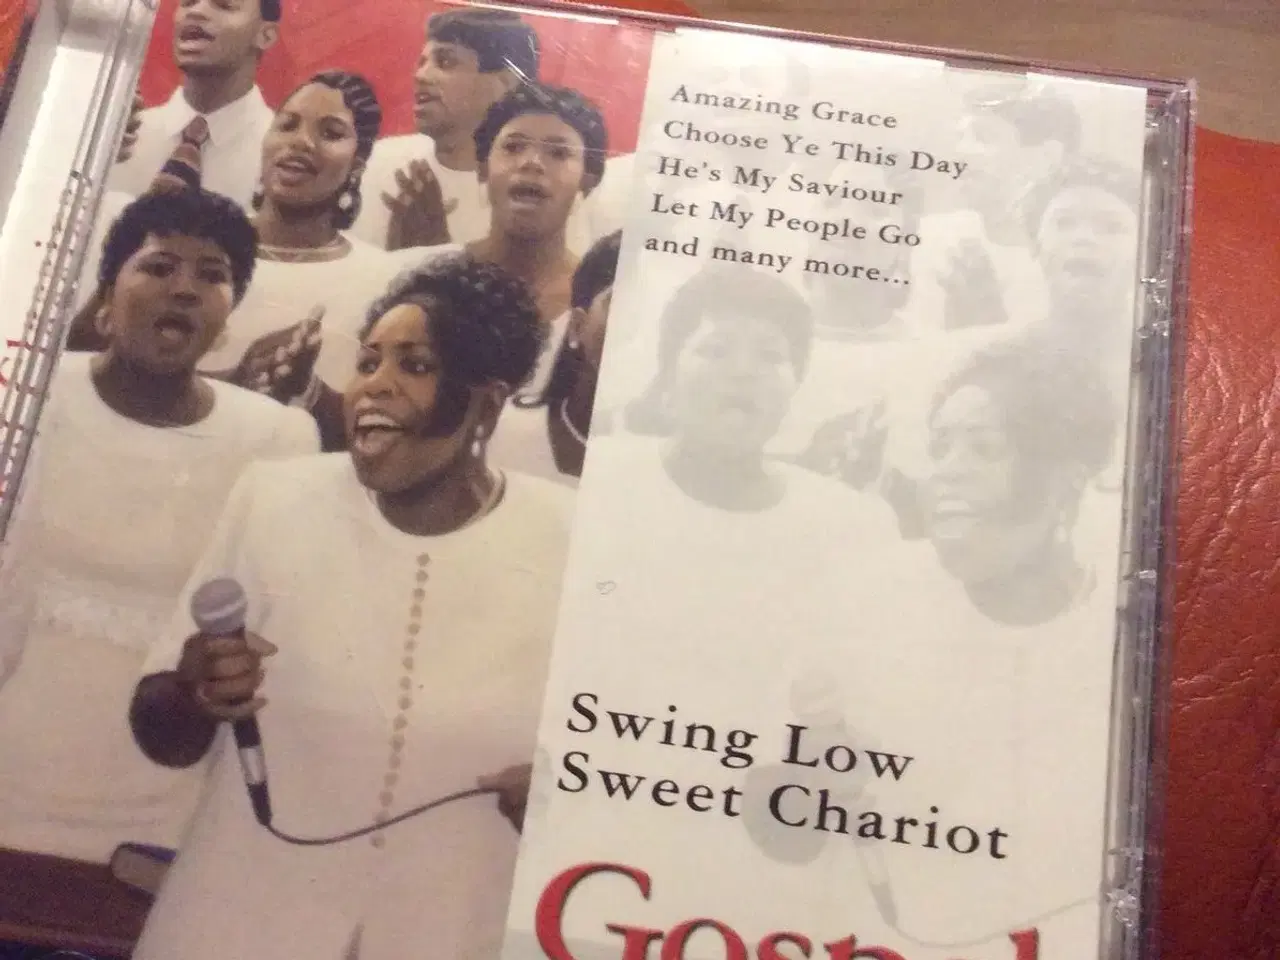 Amazing Grace
Choose Ye This Day
He's My Saviour
Let My People Go
and many more...
Swing Low
Sweet Chariot
Gospel